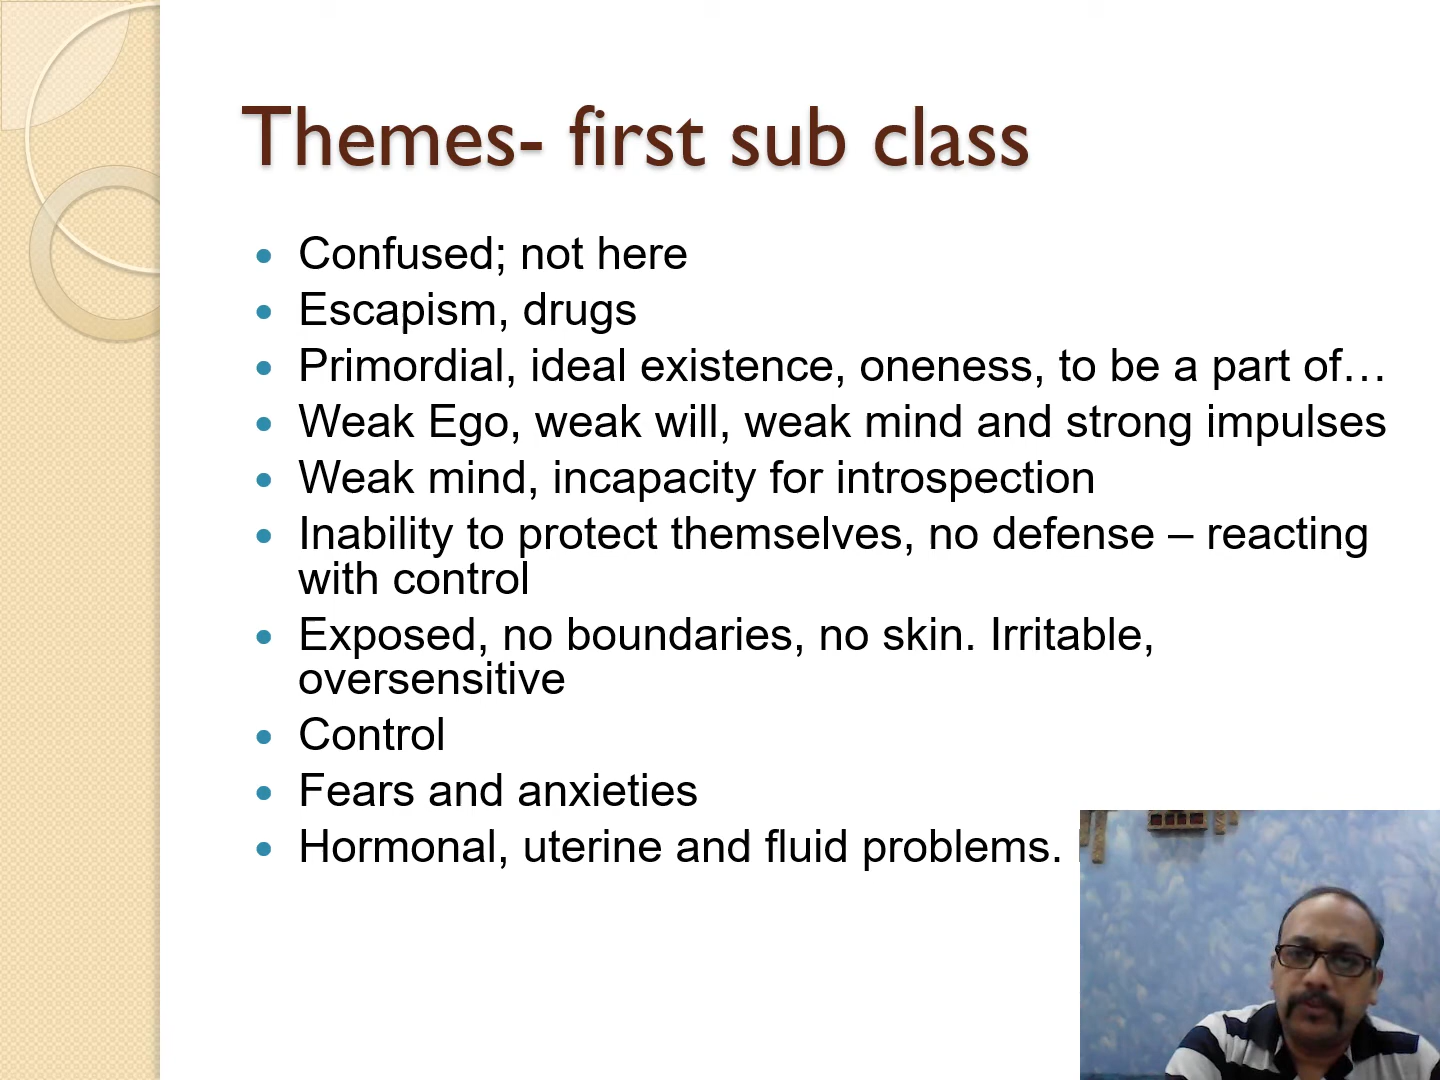 Themes- first sub class
• Confused; not here
• Escapism, drugs
• Primordial, ideal existence, oneness, to be a part of…
• Weak Ego, weak will, weak mind and strong impulses
• Weak mind, incapacity for introspection
• Inability to protect themselves, no defense – reacting
with control
• Exposed, no boundaries, no skin. Irritable,
oversensitive
• Control
• Fears and anxieties
• Hormonal, uterine and fluid problems.